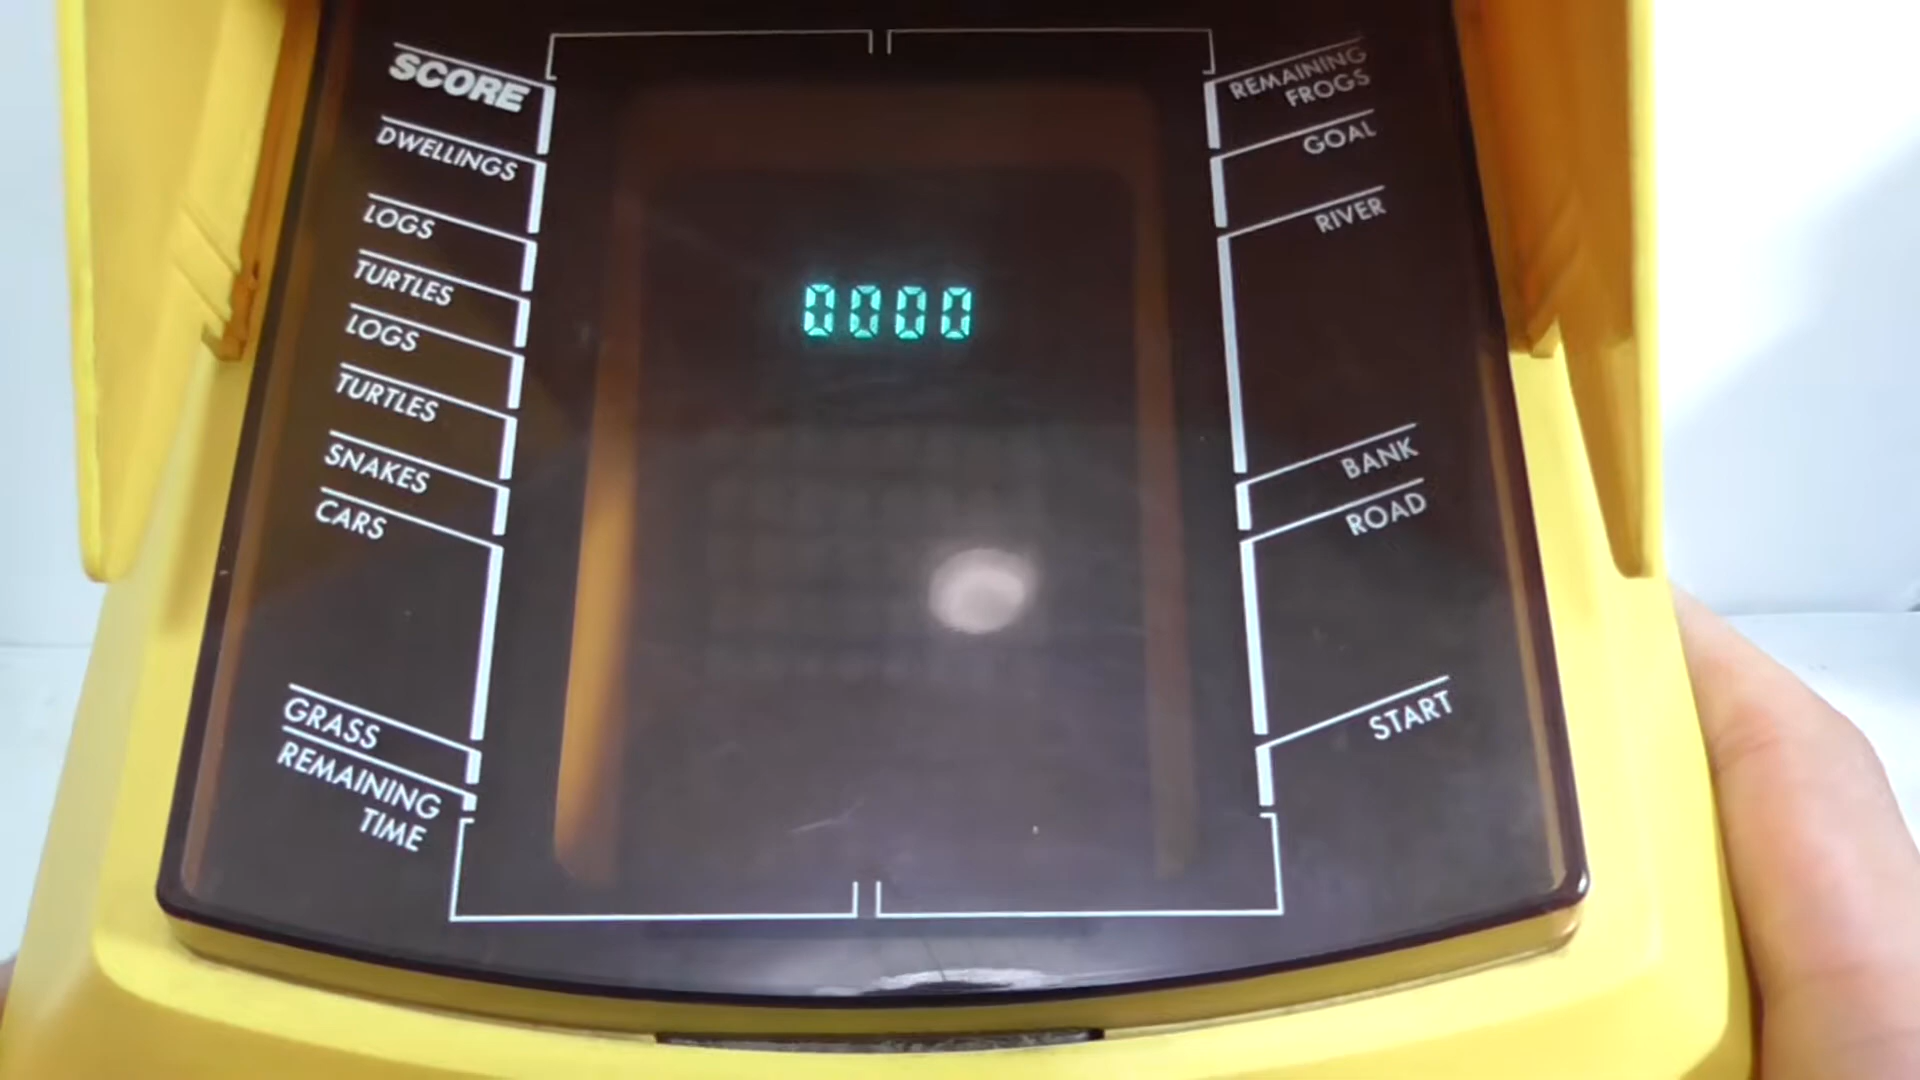 SCORE
DWELLINGS
LOGS
TURTLES
LOGS
TURTLES
SNAKES
CARS
GRASS
REMAINING
TIME
0000
REMAINING
FROGS
GOAL
RIVER
BANK
ROAD
START